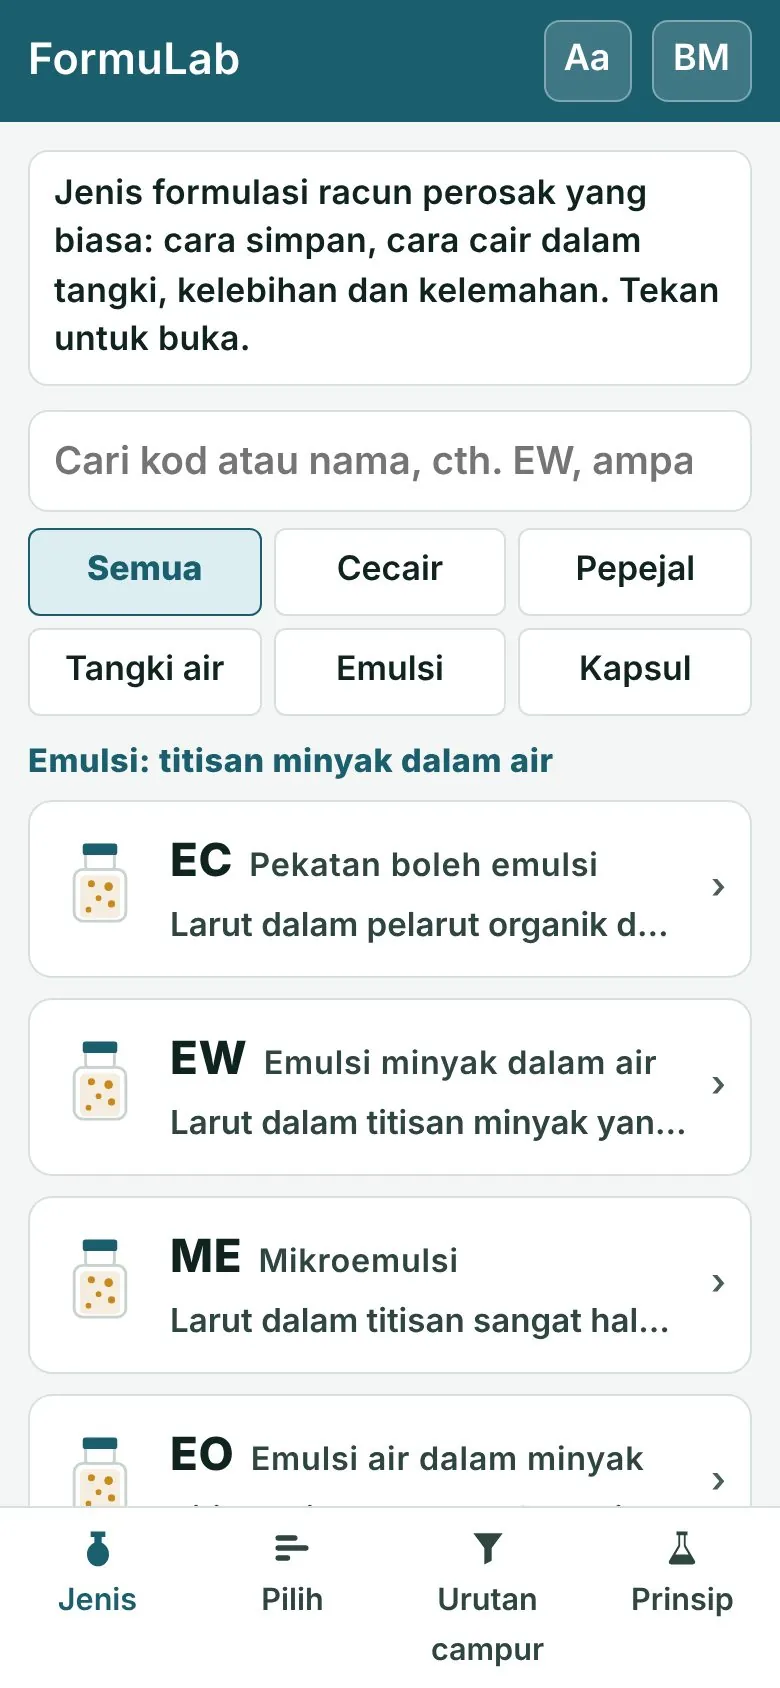 FormuLab
Aa
BM
Jenis formulasi racun perosak yang
biasa: cara simpan, cara cair dalam
tangki, kelebihan dan kelemahan. Tekan
untuk buka.
Cari kod atau nama, cth. EW, ampa
Semua
Cecair
Pepejal
Tangki air
Emulsi
Kapsul
Emulsi: titisan minyak dalam air
EC Pekatan boleh emulsi
Larut dalam pelarut organik d...
EW Emulsi minyak dalam air
Larut dalam titisan minyak yan...
ME Mikroemulsi
Larut dalam titisan sangat hal...
EO Emulsi air dalam minyak
Jenis
Pilih
Urutan
campur
Prinsip